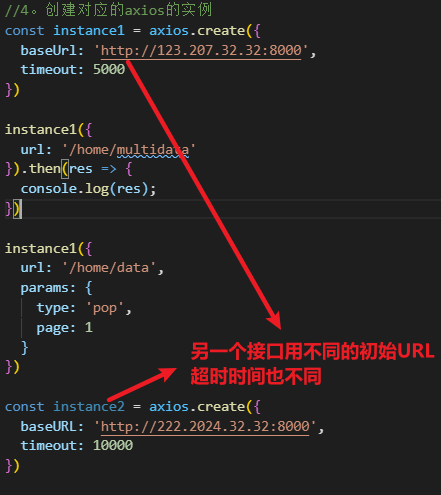 //4。创建对应的axios的实例
const instance1 = axios.create({
  baseUrl: 'http://123.207.32.32:8000',
  timeout: 5000
})
instance1({
  url: '/home/multidata'
}).then(res => {
  console.log(res);
})
instance1({
  url: '/home/data',
  params: {
    type: 'pop',
    page: 1
  }
})
另一个接口用不同的初始URL
超时时间也不同
const instance2 = axios.create({
  baseURL: 'http://222.2024.32.32:8000',
  timeout: 10000
})